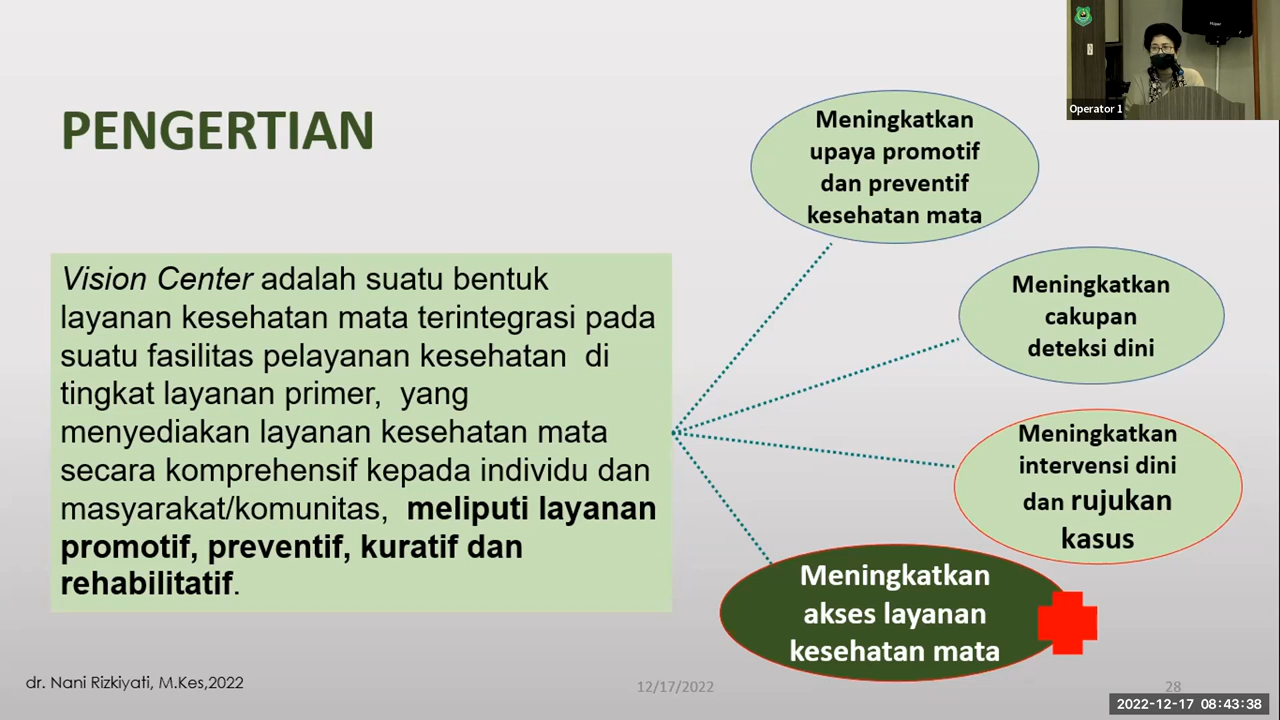 PENGERTIAN
Vision Center adalah suatu bentuk
layanan kesehatan mata terintegrasi pada
suatu fasilitas pelayanan kesehatan di
tingkat layanan primer, yang
menyediakan layanan kesehatan mata
secara komprehensif kepada individu dan
masyarakat/komunitas, meliputi layanan
promotif, preventif, kuratif dan
rehabilitatif.
Meningkatkan
upaya promotif
dan preventif
kesehatan mata
Meningkatkan
cakupan
deteksi dini
Meningkatkan
intervensi dini
dan rujukan
kasus
Meningkatkan
akses layanan
kesehatan mata
Operator 1
dr. Nani Rizkiyati, M.Kes,2022
12/17/2022
28
2022-12-17 08:43:38